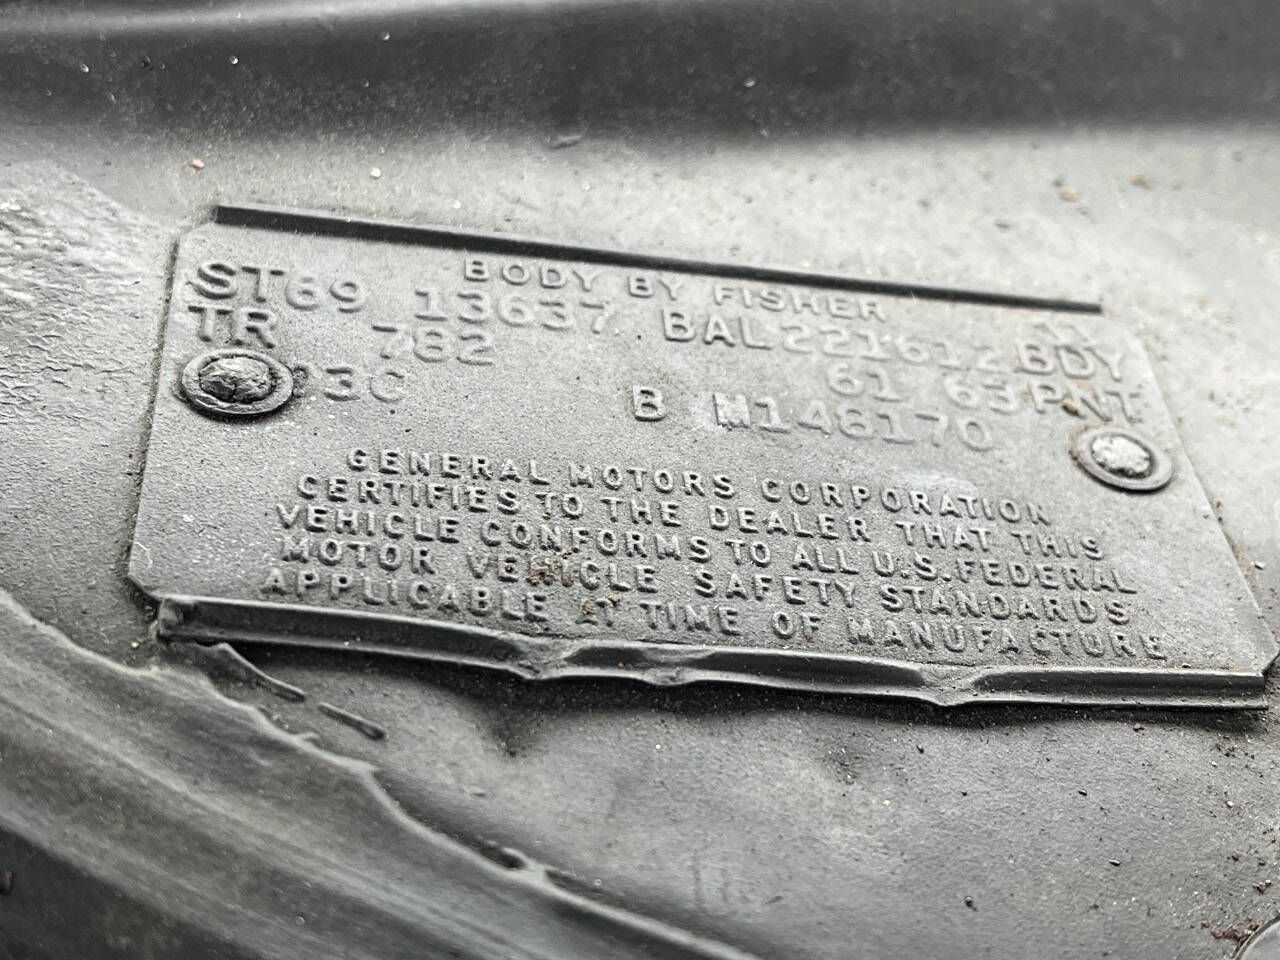 BODY BY FISHER
ST69 13637 BAL221612 BDY
TR 782 61 63 PNT
03C B M148170
GENERAL MOTORS CORPORATION
CERTIFIES TO THE DEALER THAT THIS
VEHICLE CONFORMS TO ALL U.S. FEDERAL
MOTOR VEHICLE SAFETY STANDARDS
APPLICABLE AT TIME OF MANUFACTURE